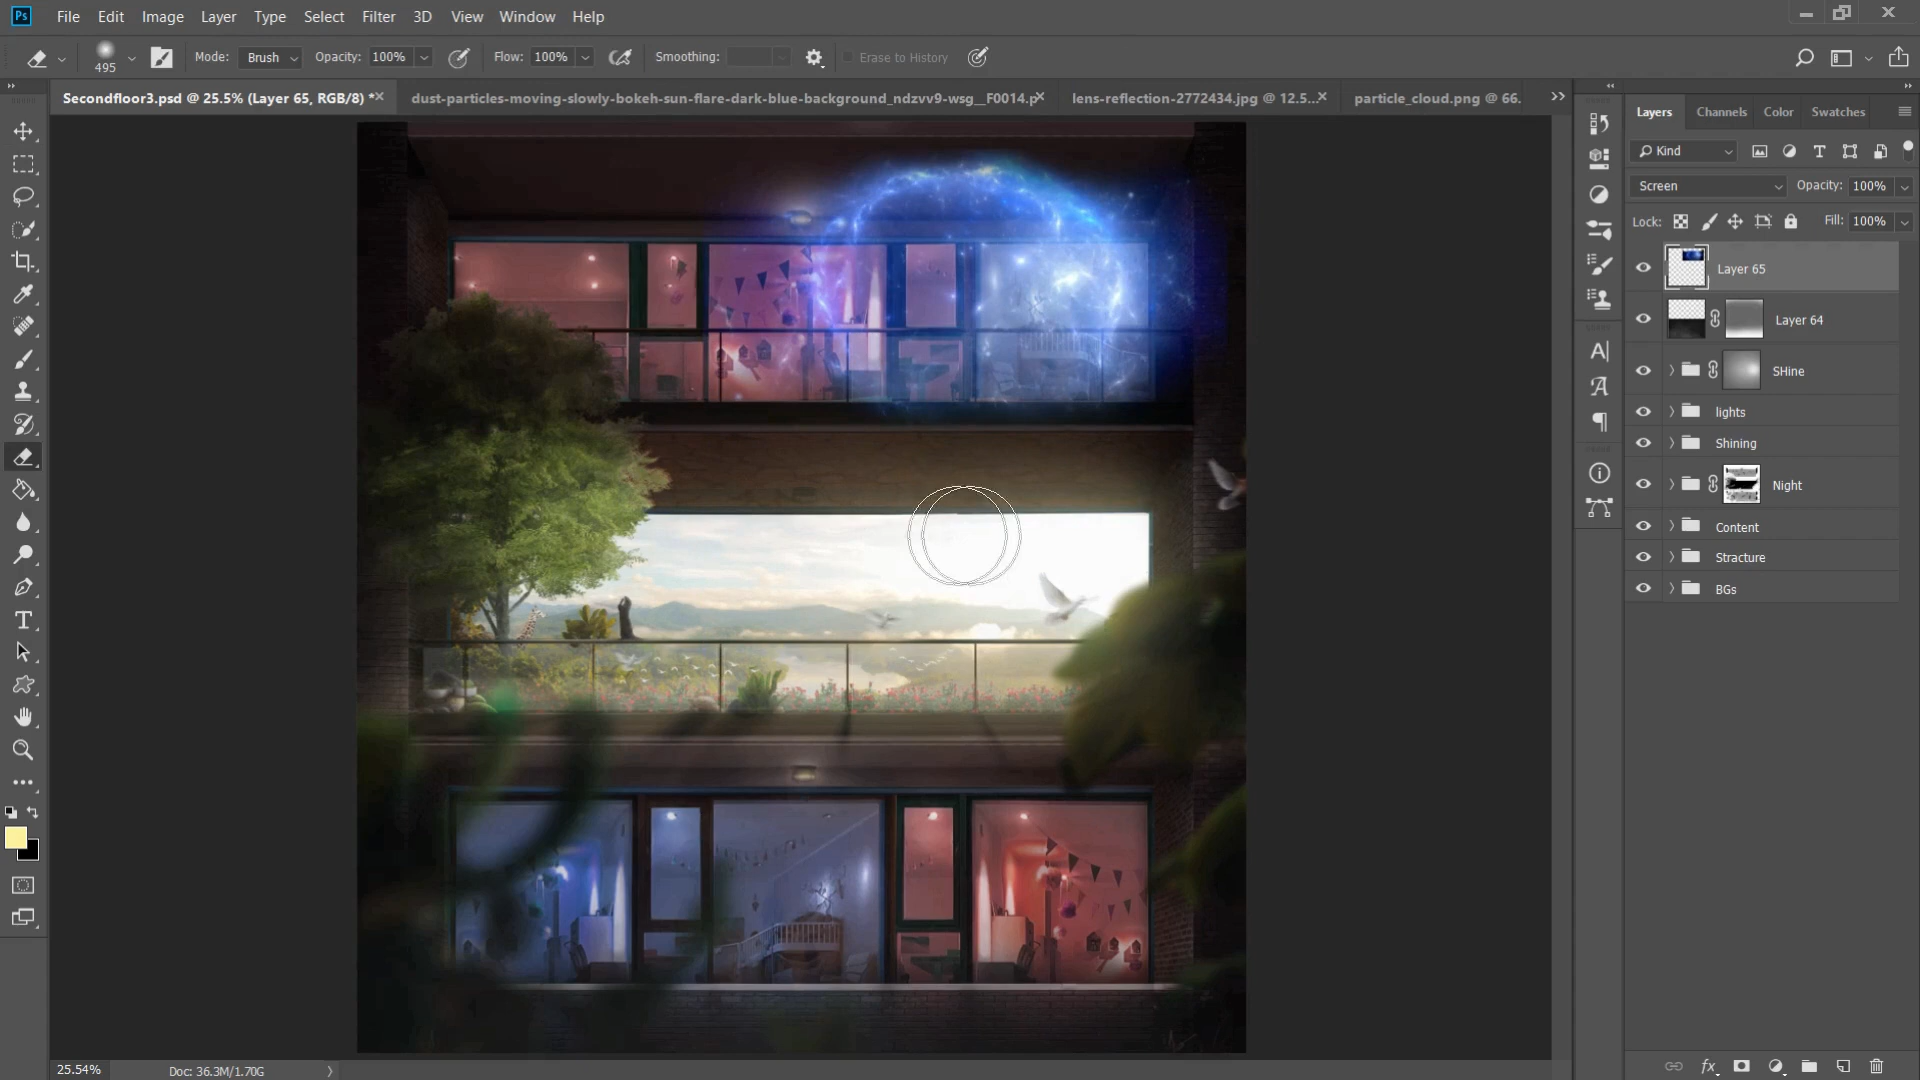 Ps File Edit Image Layer Type Select Filter 3D View Window Help
495 Mode: Brush Opacity: 100% Flow: 100% Smoothing: Erase to History
Secondfloor3.psd @ 25.5% (Layer 65, RGB/8) * dust-particles-moving-slowly-bokeh-sun-flare-dark-blue-background_ndzvv9-wsg__F0014.p lens-reflection-2772434.jpg @ 12.5... particle_cloud.png @ 66.
Layers Channels Color Swatches
Kind
Screen Opacity: 100%
Lock: Fill: 100%
Layer 65
Layer 64
SHine
lights
Shining
Night
Content
Stracture
BGs
25.54% Doc: 36.3M/1.70G